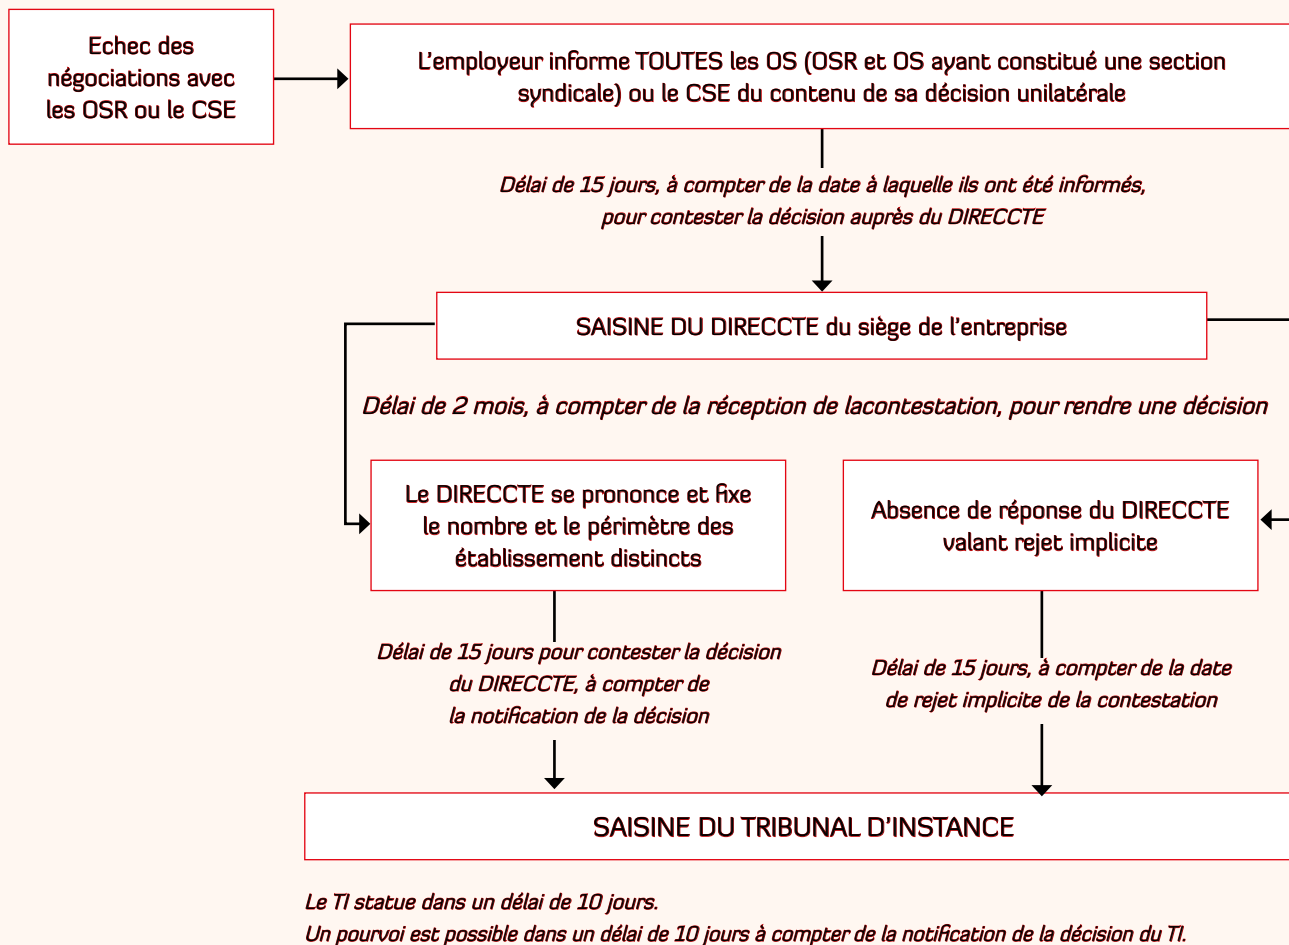 Echec des
négociations avec
les OSR ou le CSE
L'employeur informe TOUTES les OS (OSR et OS ayant constitué une section
syndicale) ou le CSE du contenu de sa décision unilatérale
Délai de 15 jours, à compter de la date à laquelle ils ont été informés,
pour contester la décision auprès du DIRECCTE
SAISINE DU DIRECCTE du siège de l'entreprise
Délai de 2 mois, à compter de la réception de lacontestation, pour rendre une décision
Le DIRECCTE se prononce et fixe
le nombre et le périmètre des
établissement distincts
Absence de réponse du DIRECCTE
valant rejet implicite
Délai de 15 jours pour contester la décision
du DIRECCTE, à compter de
la notification de la décision
Délai de 15 jours, à compter de la date
de rejet implicite de la contestation
SAISINE DU TRIBUNAL D'INSTANCE
Le TI statue dans un délai de 10 jours.
Un pourvoi est possible dans un délai de 10 jours à compter de la notification de la décision du TI.